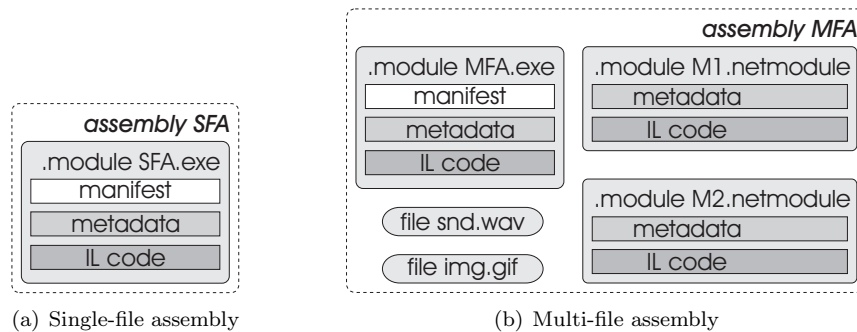 assembly SFA
.module SFA.exe
manifest
metadata
IL code
(a) Single-file assembly
assembly MFA
.module MFA.exe
manifest
metadata
IL code
file snd.wav
file img.gif
.module M1.netmodule
metadata
IL code
.module M2.netmodule
metadata
IL code
(b) Multi-file assembly